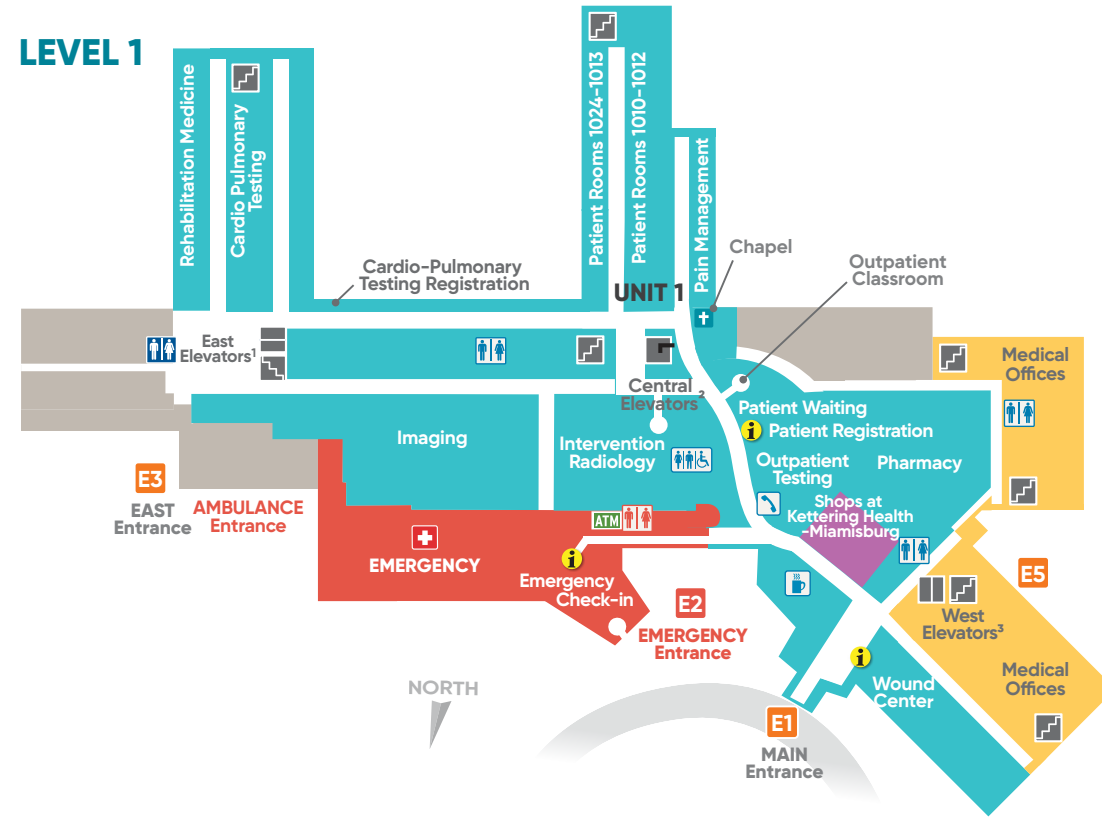 LEVEL 1
Rehabilitation Medicine
Cardio Pulmonary
Testing
Patient Rooms 1024-1013
Patient Rooms 1010-1012
Pain Management
Chapel
Outpatient
Classroom
Cardio-Pulmonary
Testing Registration
UNIT 1
East
Elevators¹
Central
Elevators ²
Medical
Offices
Patient Waiting
i Patient Registration
Imaging
Intervention
Radiology
Outpatient
Testing
Pharmacy
Shops at
Kettering Health
-Miamisburg
E3
EAST
Entrance
AMBULANCE
Entrance
ATM
EMERGENCY
i
Emergency
Check-in
E2
EMERGENCY
Entrance
E5
West
Elevators³
i
Wound
Center
Medical
Offices
NORTH
E1
MAIN
Entrance